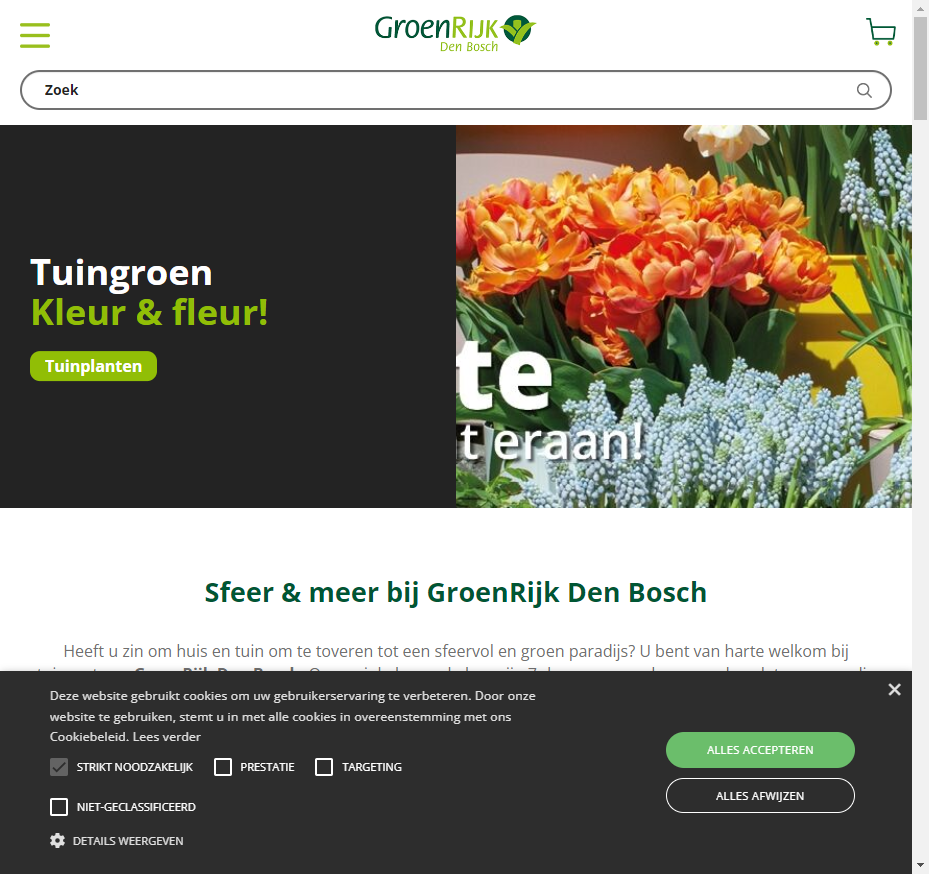 GroenRijk
Den Bosch
Zoek
Tuingroen
Kleur & fleur!
Tuinplanten
te
t eraan!
Sfeer & meer bij GroenRijk Den Bosch
Heeft u zin om huis en tuin om te toveren tot een sfeervol en groen paradijs? U bent van harte welkom bij
Deze website gebruikt cookies om uw gebruikerservaring te verbeteren. Door onze
website te gebruiken, stemt u in met alle cookies in overeenstemming met ons
Cookiebeleid. Lees verder
STRIKT NOODZAKELIJK
PRESTATIE
TARGETING
NIET-GECLASSIFICEERD
DETAILS WEERGEVEN
ALLES ACCEPTEREN
ALLES AFWIJZEN